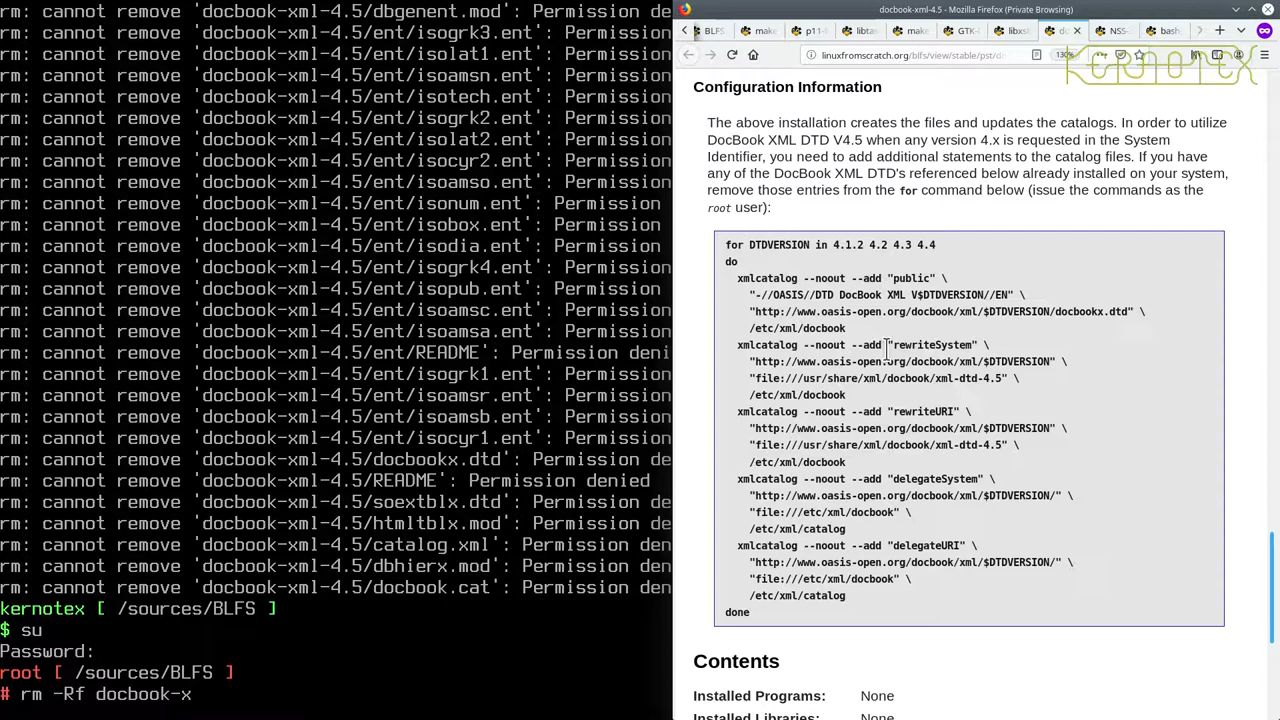 rm: cannot remove 'docbook-xml-4.5/dbgenent.mod': Permission de
rm: cannot remove 'docbook-xml-4.5/ent/isogrk3.ent': Permission
rm: cannot remove 'docbook-xml-4.5/ent/isolat1.ent': Permission
rm: cannot remove 'docbook-xml-4.5/ent/isoamsn.ent': Permission
rm: cannot remove 'docbook-xml-4.5/ent/isotech.ent': Permission
rm: cannot remove 'docbook-xml-4.5/ent/isogrk2.ent': Permission
rm: cannot remove 'docbook-xml-4.5/ent/isolat2.ent': Permission
rm: cannot remove 'docbook-xml-4.5/ent/isocyr2.ent': Permission
rm: cannot remove 'docbook-xml-4.5/ent/isoamso.ent': Permission
rm: cannot remove 'docbook-xml-4.5/ent/isonum.ent': Permission
rm: cannot remove 'docbook-xml-4.5/ent/isobox.ent': Permission
rm: cannot remove 'docbook-xml-4.5/ent/isodia.ent': Permission
rm: cannot remove 'docbook-xml-4.5/ent/isogrk4.ent': Permission
rm: cannot remove 'docbook-xml-4.5/ent/isopub.ent': Permission
rm: cannot remove 'docbook-xml-4.5/ent/isoamsc.ent': Permission
rm: cannot remove 'docbook-xml-4.5/ent/isoamsa.ent': Permission
rm: cannot remove 'docbook-xml-4.5/ent/README': Permission deni
rm: cannot remove 'docbook-xml-4.5/ent/isogrk1.ent': Permission
rm: cannot remove 'docbook-xml-4.5/ent/isoamsr.ent': Permission
rm: cannot remove 'docbook-xml-4.5/ent/isoamsb.ent': Permission
rm: cannot remove 'docbook-xml-4.5/ent/isocyr1.ent': Permission
rm: cannot remove 'docbook-xml-4.5/docbookx.dtd': Permission de
rm: cannot remove 'docbook-xml-4.5/README': Permission denied
rm: cannot remove 'docbook-xml-4.5/soextblx.dtd': Permission de
rm: cannot remove 'docbook-xml-4.5/htmltblx.mod': Permission de
rm: cannot remove 'docbook-xml-4.5/catalog.xml': Permission den
rm: cannot remove 'docbook-xml-4.5/dbhierx.mod': Permission den
rm: cannot remove 'docbook-xml-4.5/docbook.cat': Permission den
kernotex [ /sources/BLFS ]
$ su
Password:
root [ /sources/BLFS ]
# rm -Rf docbook-x
docbook-xml-4.5 - Mozilla Firefox (Private Browsing)
BLFS make p11-k libtas make GTK- libxsl do NSS- bash
linuxfromscratch.org/blfs/view/stable/pst/do 130%
KERNOTEX
Configuration Information
The above installation creates the files and updates the catalogs. In order to utilize
DocBook XML DTD V4.5 when any version 4.x is requested in the System
Identifier, you need to add additional statements to the catalog files. If you have
any of the DocBook XML DTD's referenced below already installed on your system,
remove those entries from the for command below (issue the commands as the
root user):
for DTDVERSION in 4.1.2 4.2 4.3 4.4
do
xmlcatalog --noout --add "public" \
"-//OASIS//DTD DocBook XML V$DTDVERSION//EN" \
"http://www.oasis-open.org/docbook/xml/$DTDVERSION/docbookx.dtd" \
/etc/xml/docbook
xmlcatalog --noout --add "rewriteSystem" \
"http://www.oasis-open.org/docbook/xml/$DTDVERSION" \
"file:///usr/share/xml/docbook/xml-dtd-4.5" \
/etc/xml/docbook
xmlcatalog --noout --add "rewriteURI" \
"http://www.oasis-open.org/docbook/xml/$DTDVERSION" \
"file:///usr/share/xml/docbook/xml-dtd-4.5" \
/etc/xml/docbook
xmlcatalog --noout --add "delegateSystem" \
"http://www.oasis-open.org/docbook/xml/$DTDVERSION/" \
"file:///etc/xml/docbook" \
/etc/xml/catalog
xmlcatalog --noout --add "delegateURI" \
"http://www.oasis-open.org/docbook/xml/$DTDVERSION/" \
"file:///etc/xml/docbook" \
/etc/xml/catalog
done
Contents
Installed Programs: None
Installed Libraries: None